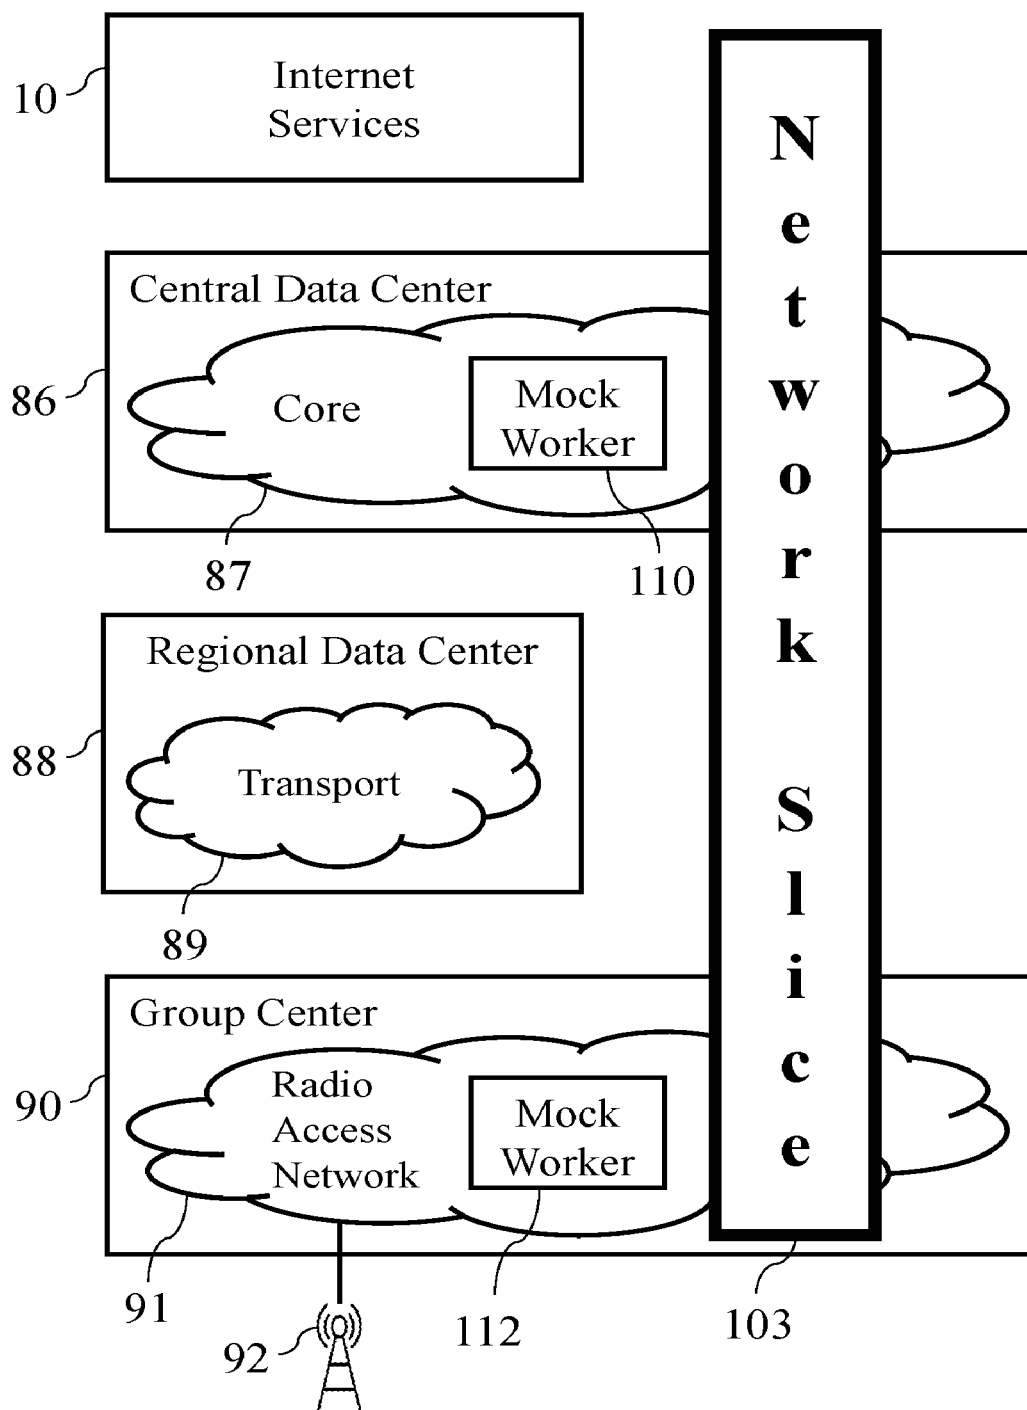 Internet
Services
10
Central Data Center
Core
Mock
Worker
86
87
110
Regional Data Center
Transport
88
89
Group Center
Radio
Access
Network
Mock
Worker
90
91
92
112
N
e
t
w
o
r
k
S
l
i
c
e
103